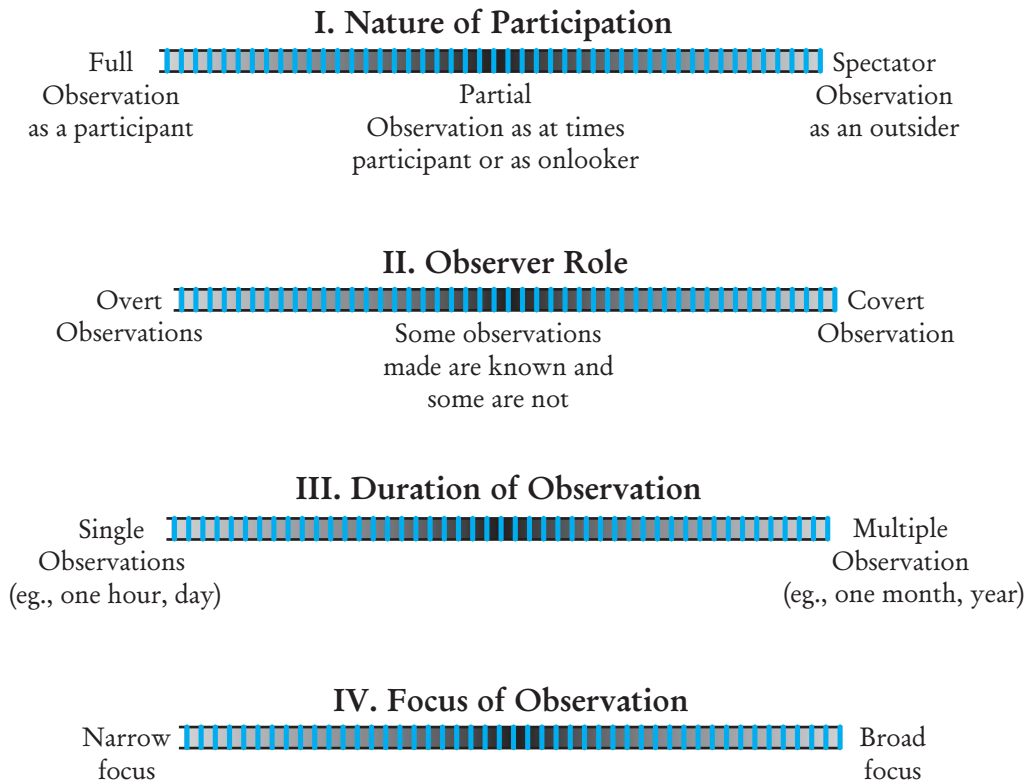 I. Nature of Participation
Full
Observation
as a participant
Partial
Observation as at times
participant or as onlooker
Spectator
Observation
as an outsider
II. Observer Role
Overt
Observations
Some observations
made are known and
some are not
Covert
Observation
III. Duration of Observation
Single
Observations
(eg., one hour, day)
Multiple
Observation
(eg., one month, year)
IV. Focus of Observation
Narrow
focus
Broad
focus